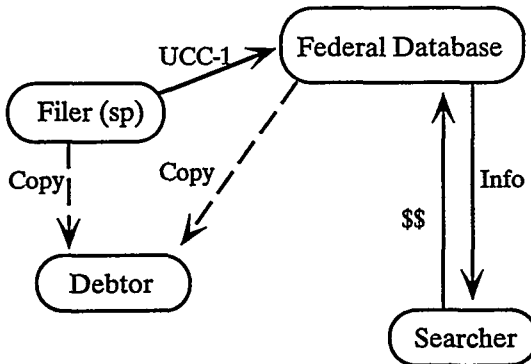 UCC-1
Federal Database
Filer (sp)
Copy
Copy
Info
$$
Debtor
Searcher